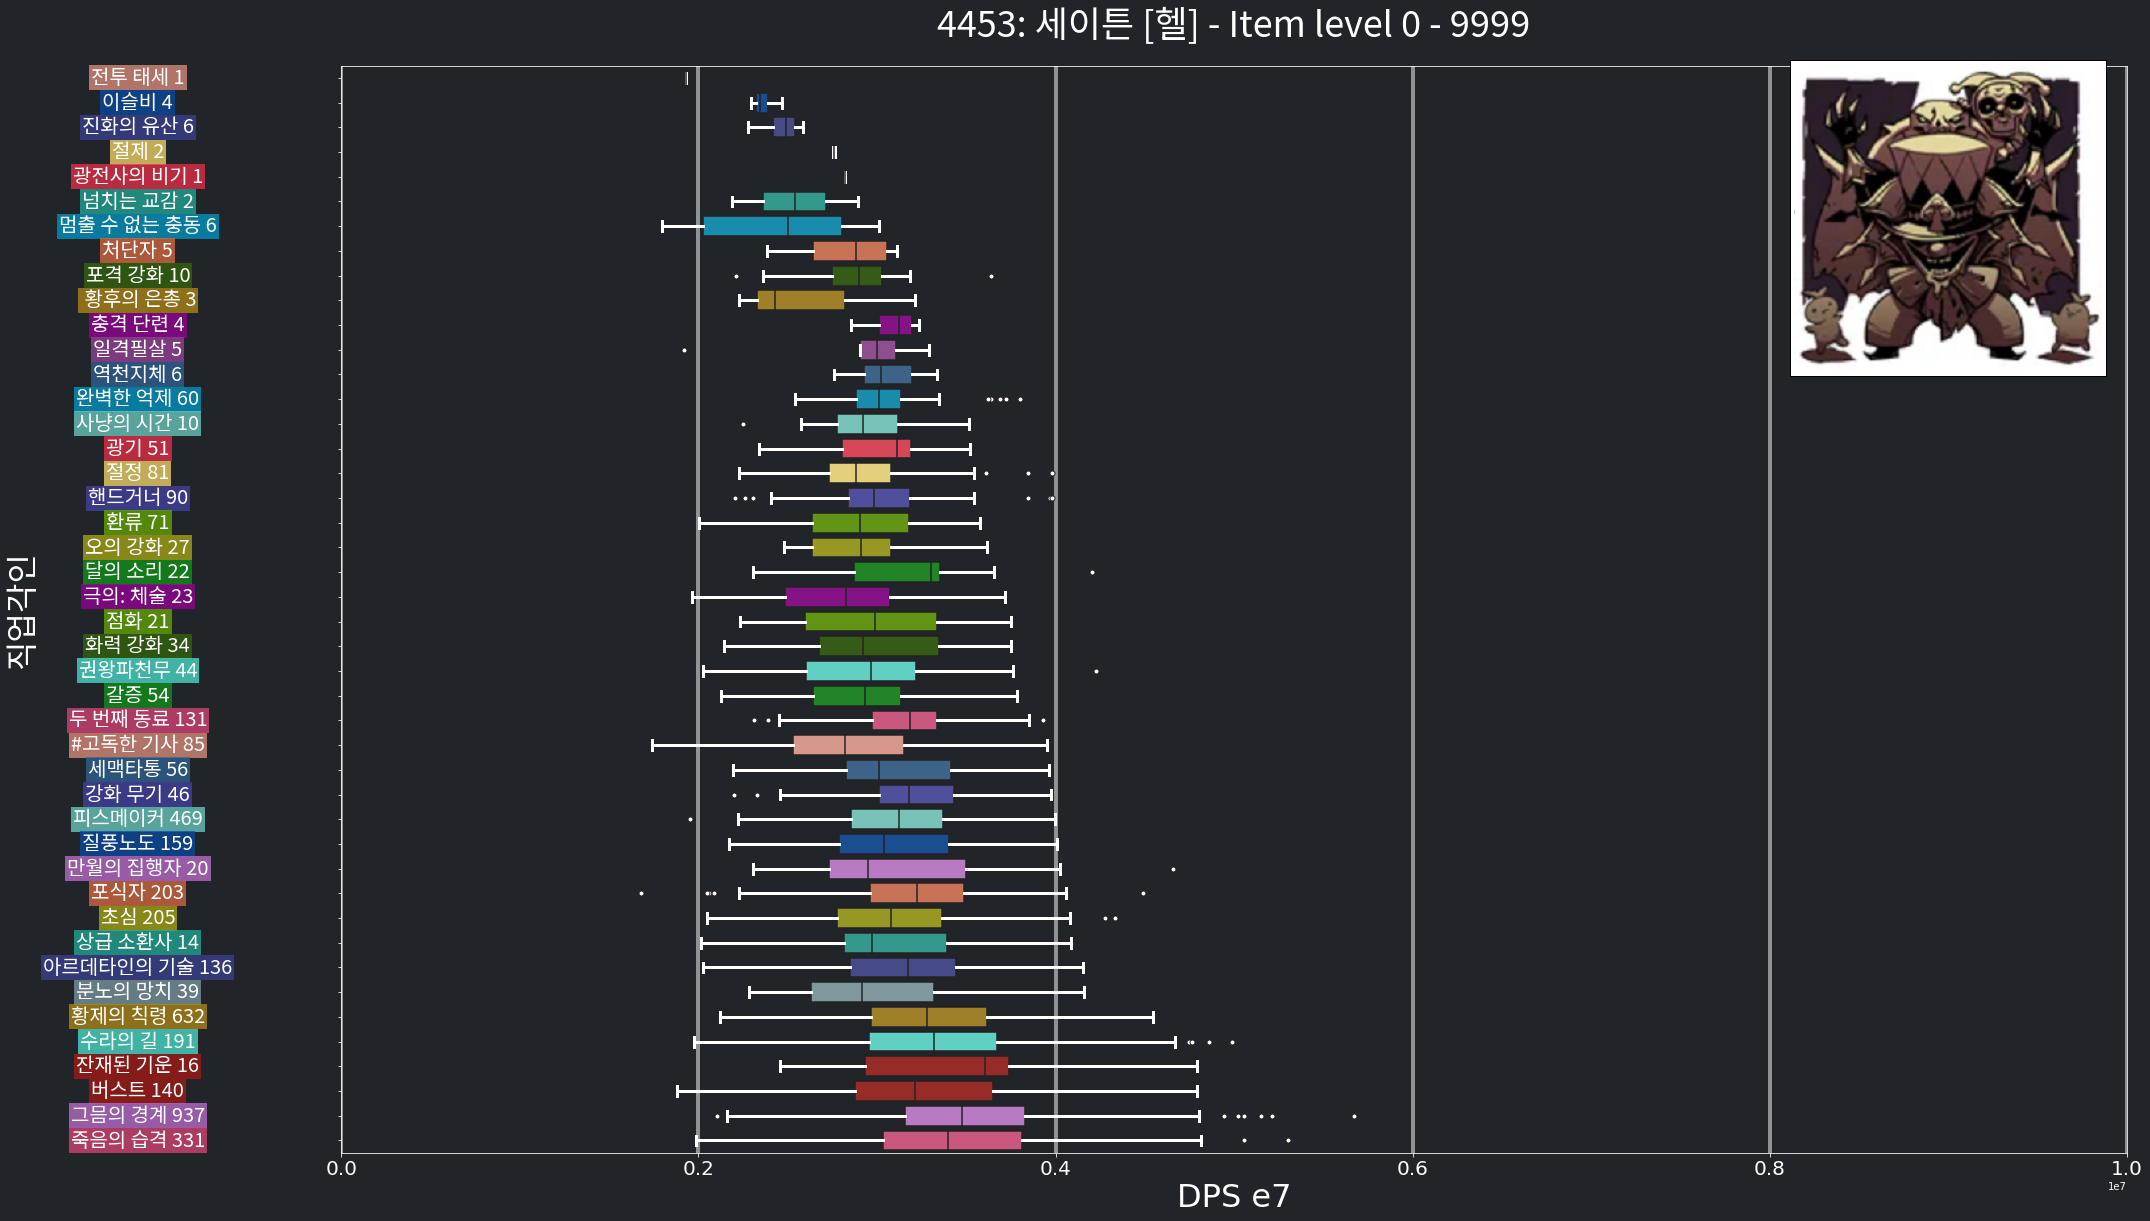 4453: 세이튼 [헬] - Item level 0 - 9999
전투 태세 1
이슬비 4
진화의 유산 6
절제 2
광전사의 비기 1
넘치는 교감 2
멈출 수 없는 충동 6
처단자 5
포격 강화 10
황후의 은총 3
충격 단련 4
일격필살 5
역천지체 6
완벽한 억제 60
사냥의 시간 10
광기 51
절정 81
핸드거너 90
환류 71
오의 강화 27
달의 소리 22
극의: 체술 23
점화 21
화력 강화 34
권왕파천무 44
갈증 54
두 번째 동료 131
#고독한 기사 85
세맥타통 56
강화 무기 46
피스메이커 469
질풍노도 159
만월의 집행자 20
포식자 203
초심 205
상급 소환사 14
아르데타인의 기술 136
분노의 망치 39
황제의 칙령 632
수라의 길 191
잔재된 기운 16
버스트 140
그믐의 경계 937
죽음의 습격 331
직업각인
0.0 0.2 0.4 0.6 0.8 1.0
1e7
DPS e7